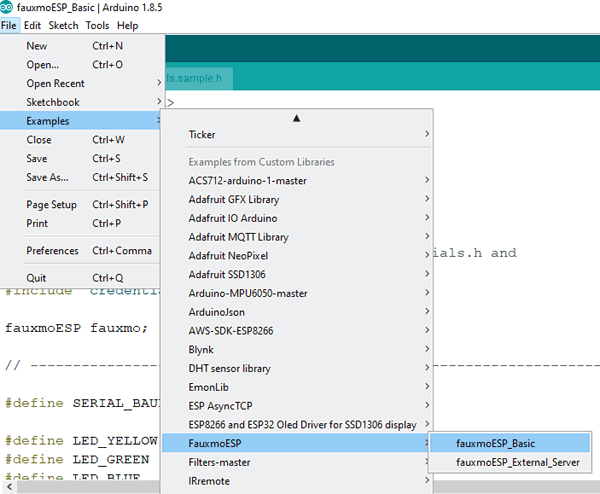 fauxmoESP_Basic | Arduino 1.8.5
File Edit Sketch Tools Help
New Ctrl+N
Open... Ctrl+O
Open Recent
Sketchbook
Examples
Close Ctrl+W
Save Ctrl+S
Save As... Ctrl+Shift+S
Page Setup Ctrl+Shift+P
Print Ctrl+P
Preferences Ctrl+Comma
Quit Ctrl+Q
ls.sample.h
>
Ticker
Examples from Custom Libraries
ACS712-arduino-1-master
Adafruit GFX Library
Adafruit IO Arduino
Adafruit MQTT Library
Adafruit NeoPixel
Adafruit SSD1306
Arduino-MPU6050-master
ArduinoJson
AWS-SDK-ESP8266
Blynk
DHT sensor library
EmonLib
ESP AsyncTCP
ESP8266 and ESP32 Oled Driver for SSD1306 display
FauxmoESP
Filters-master
IRremote
fauxmoESP_Basic
fauxmoESP_External_Server
ials.h and
#include "credentia
fauxmoESP fauxmo;
// ---------------------------------------------------------------
#define SERIAL_BAU
#define LED_YELLOW
#define LED_GREEN
#define LED_BLUE